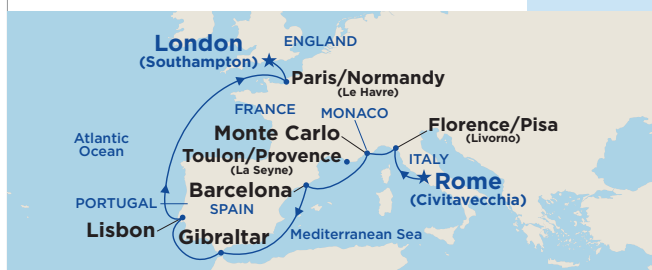 London
(Southampton)
ENGLAND
Paris/Normandy
(Le Havre)
FRANCE
MONACO
Monte Carlo
Florence/Pisa
(Livorno)
Atlantic
Ocean
Toulon/Provence
(La Seyne)
ITALY
Rome
(Civitavecchia)
Barcelona
PORTUGAL
SPAIN
Lisbon
Gibraltar
Mediterranean Sea